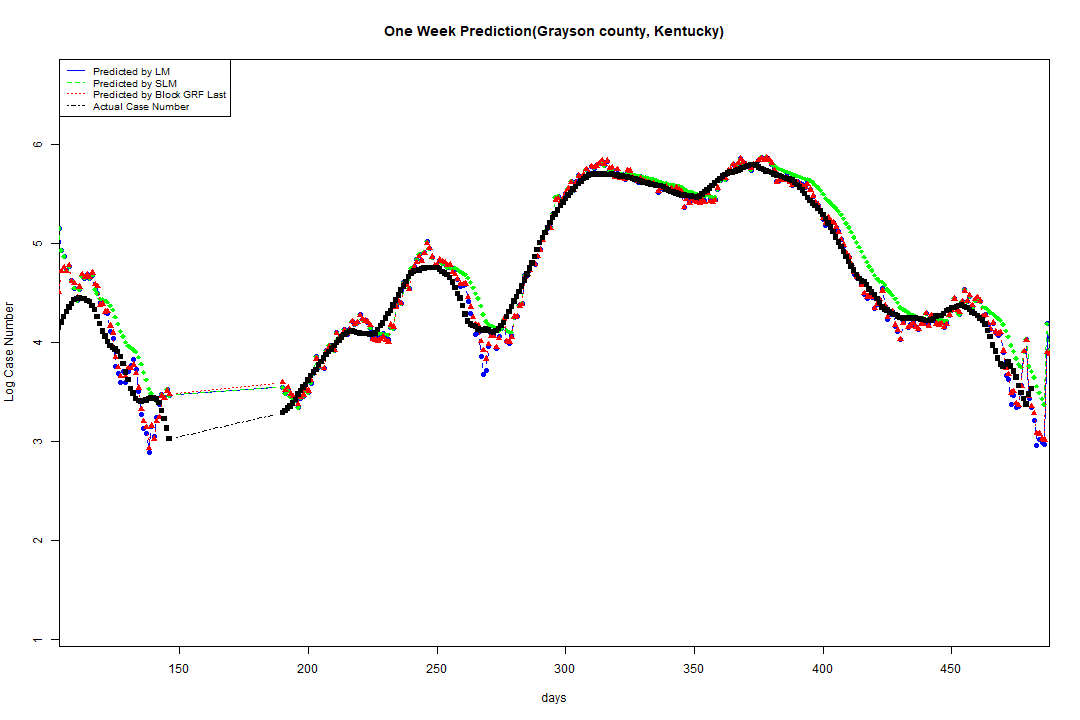 One Week Prediction(Grayson county, Kentucky)
Predicted by LM
Predicted by SLM
Predicted by Block GRF Last
Actual Case Number
6
5
4
3
2
1
Log Case Number
150 200 250 300 350 400 450
days